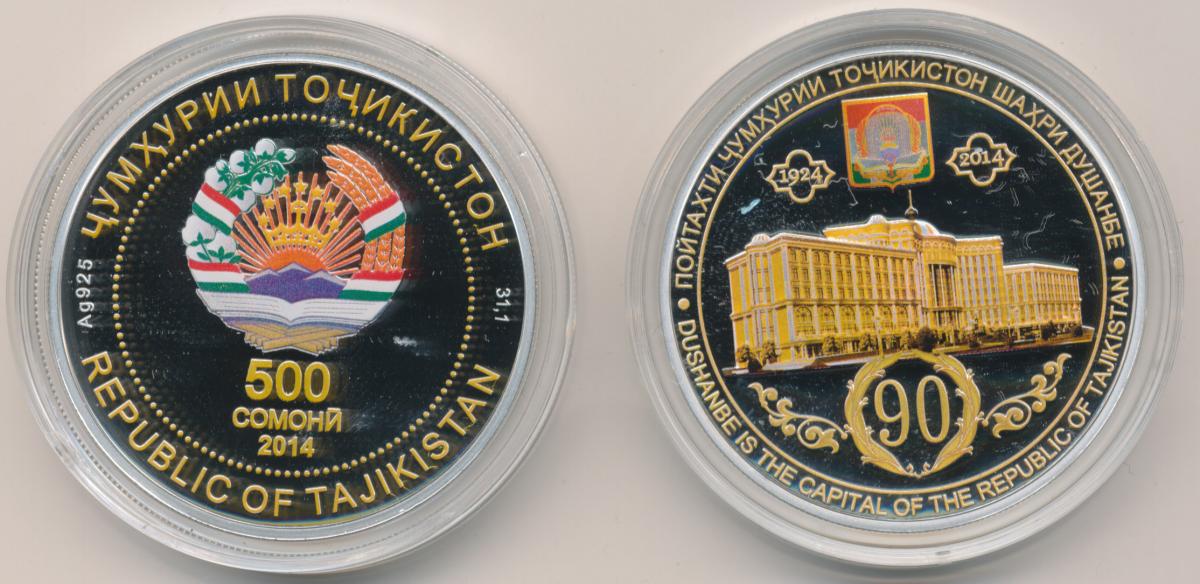 ҶУМҲУРИИ ТОҶИКИСТОН
Ag925
31,1
500
СОМОНӢ
2014
REPUBLIC OF TAJIKISTAN
ПОЙТАХТИ ҶУМҲУРИИ ТОҶИКИСТОН ШАҲРИ ДУШАНБЕ
1924
2014
90
DUSHANBE IS THE CAPITAL OF THE REPUBLIC OF TAJIKISTAN